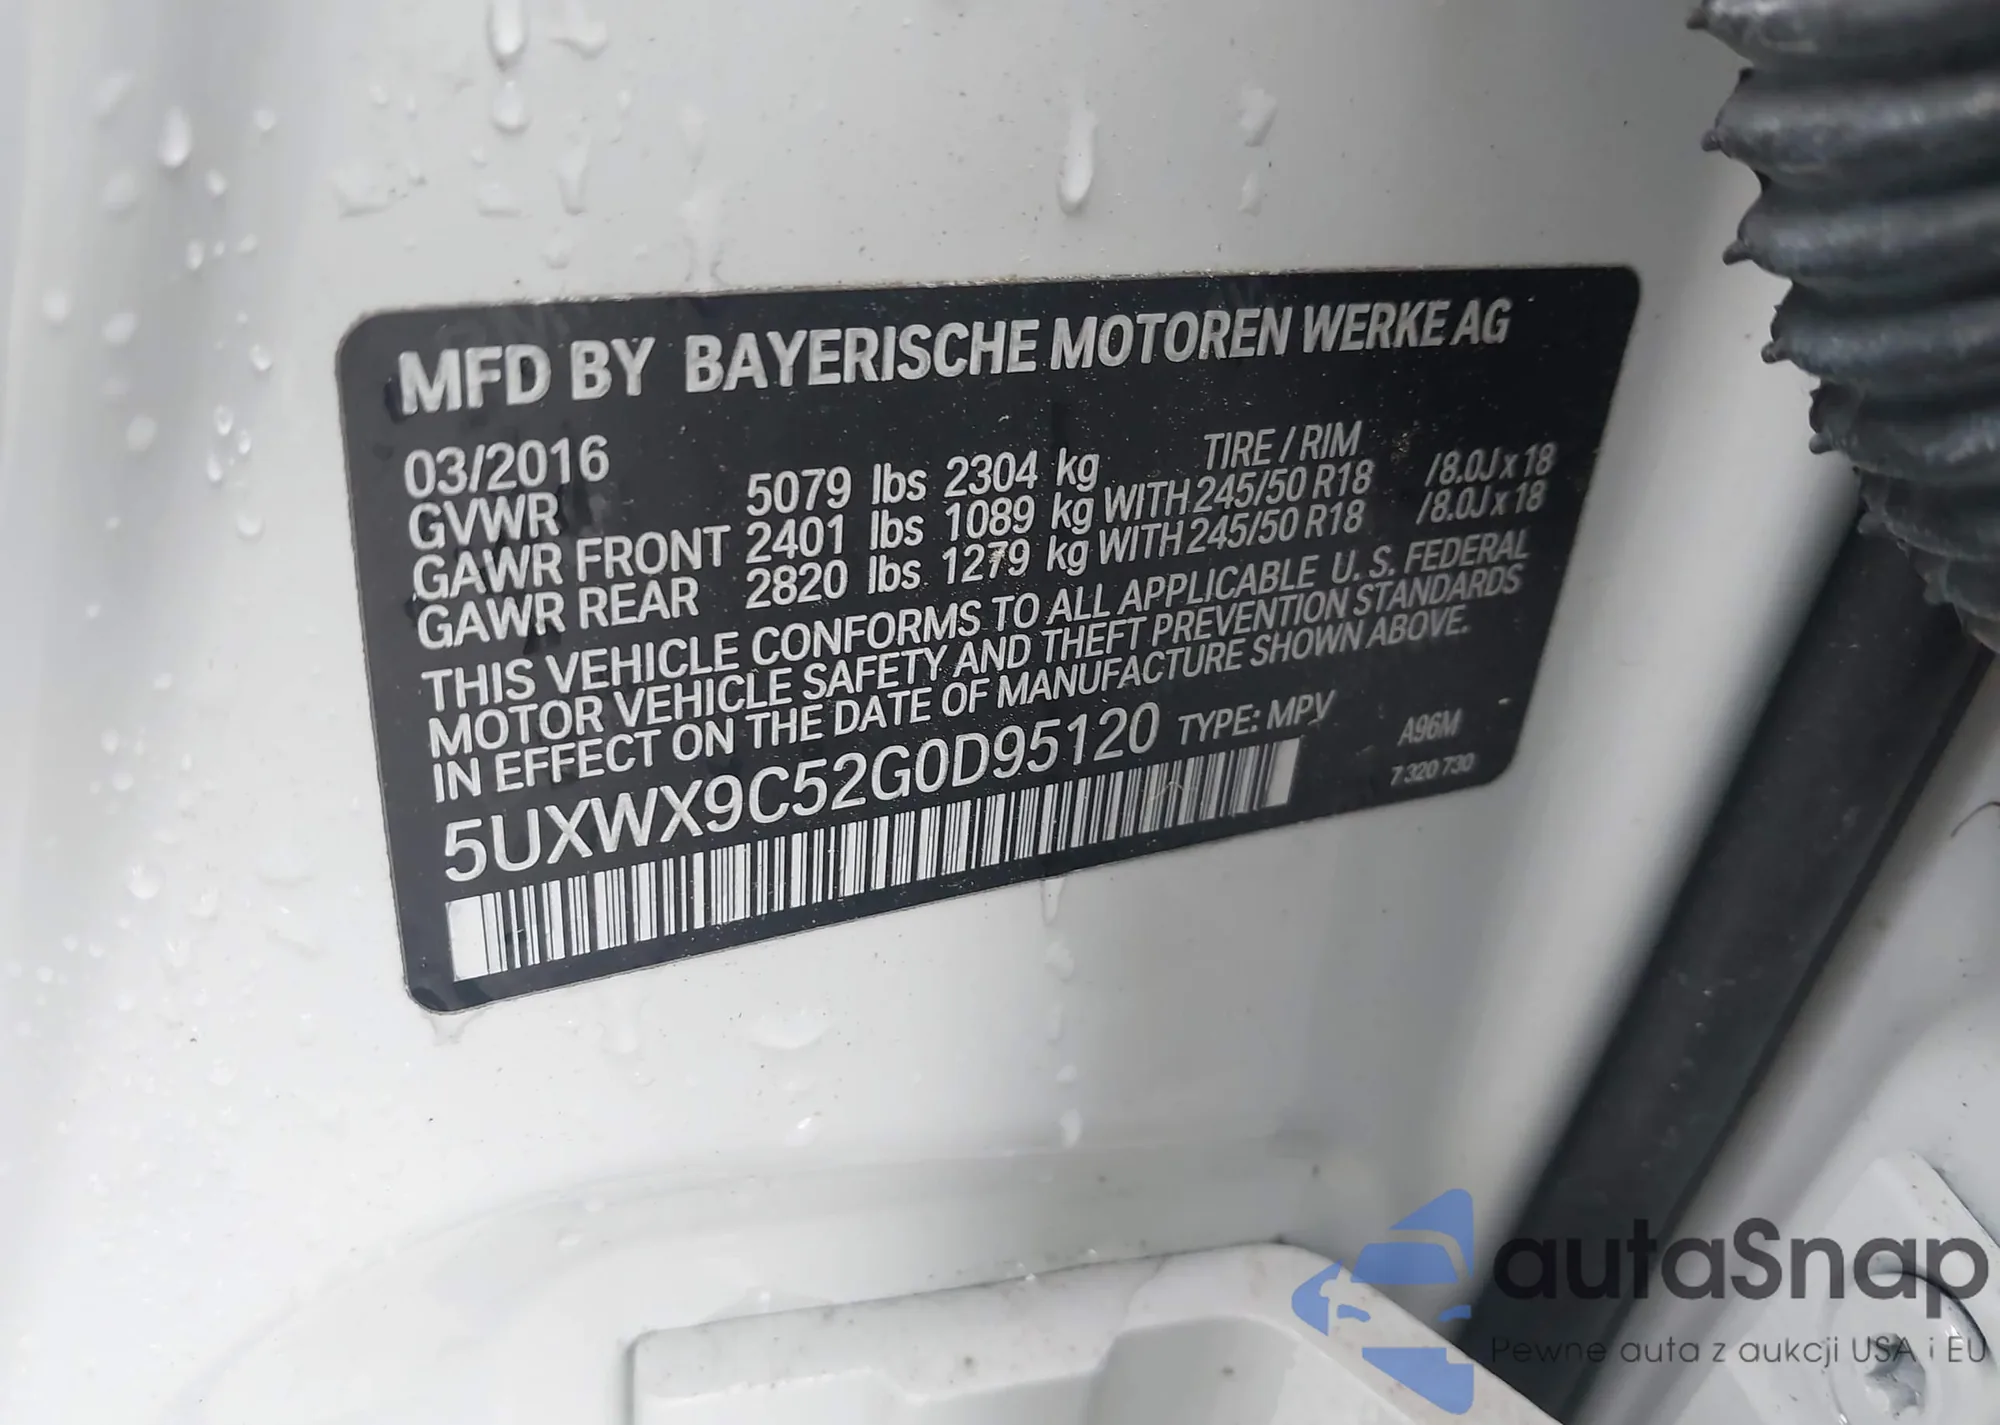 MFD BY BAYERISCHE MOTOREN WERKE AG
03/2016 TIRE / RIM
GVWR 5079 lbs 2304 kg
GAWR FRONT 2401 lbs 1089 kg WITH 245/50 R18 /8.0J x 18
GAWR REAR 2820 lbs 1279 kg WITH 245/50 R18 /8.0J x 18
THIS VEHICLE CONFORMS TO ALL APPLICABLE U. S. FEDERAL
MOTOR VEHICLE SAFETY AND THEFT PREVENTION STANDARDS
IN EFFECT ON THE DATE OF MANUFACTURE SHOWN ABOVE.
5UXWX9C52G0D95120 TYPE: MPV
A96M
7 320 730
autaSnap
Pewne auta z aukcji USA i EU